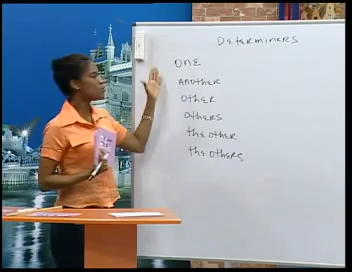 DETERMINERS
ONE
ANOTHER
OTHER
OTHERS
the OTHER
the OTHERS